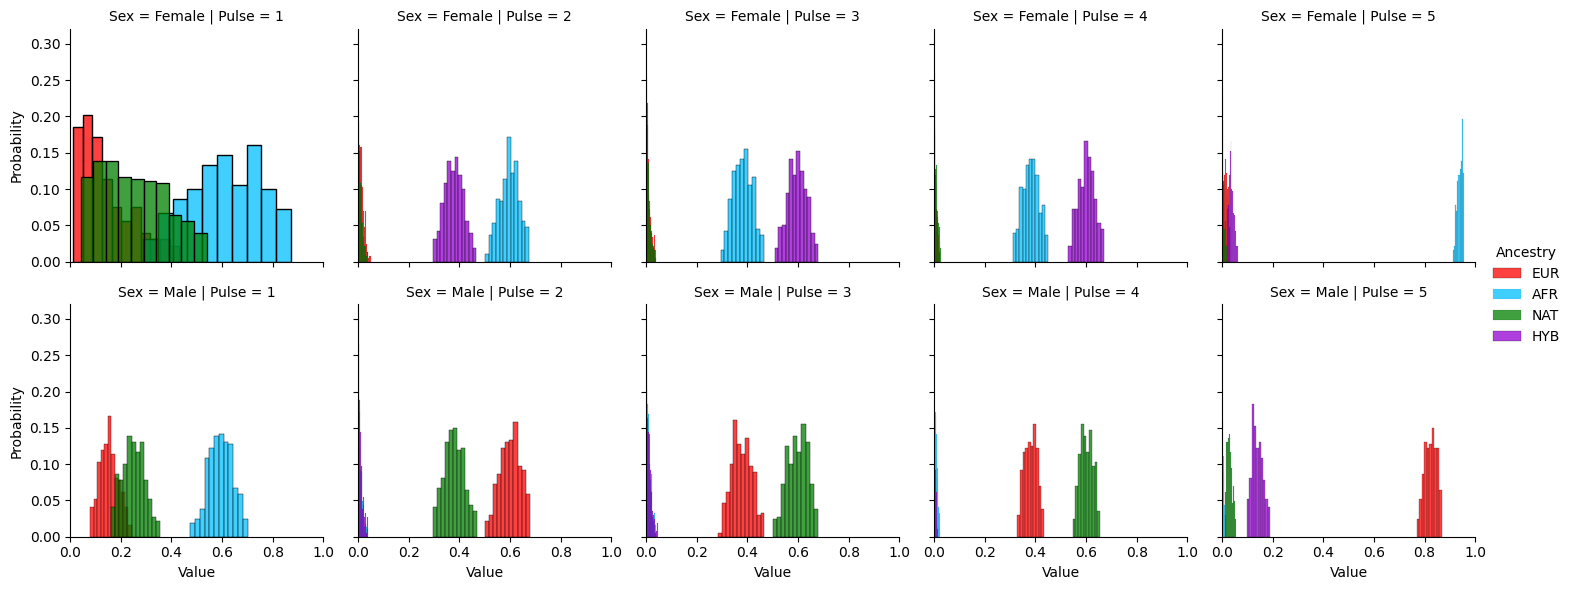 Sex = Female | Pulse = 1
Sex = Female | Pulse = 2
Sex = Female | Pulse = 3
Sex = Female | Pulse = 4
Sex = Female | Pulse = 5
0.30
0.25
0.20
0.15
0.10
0.05
0.00
Probability
Sex = Male | Pulse = 1
Sex = Male | Pulse = 2
Sex = Male | Pulse = 3
Sex = Male | Pulse = 4
Sex = Male | Pulse = 5
0.30
0.25
0.20
0.15
0.10
0.05
0.00
Probability
0.0 0.2 0.4 0.6 0.8 1.0
0.0 0.2 0.4 0.6 0.8 1.0
0.0 0.2 0.4 0.6 0.8 1.0
0.0 0.2 0.4 0.6 0.8 1.0
0.0 0.2 0.4 0.6 0.8 1.0
Value
Value
Value
Value
Value
Ancestry
EUR
AFR
NAT
HYB